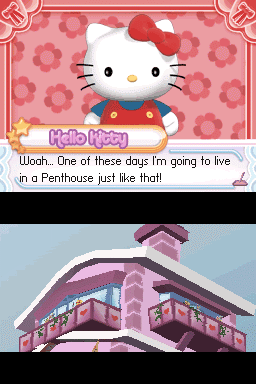 Hello Kitty
Woah... One of these days I'm going to live
in a Penthouse just like that!